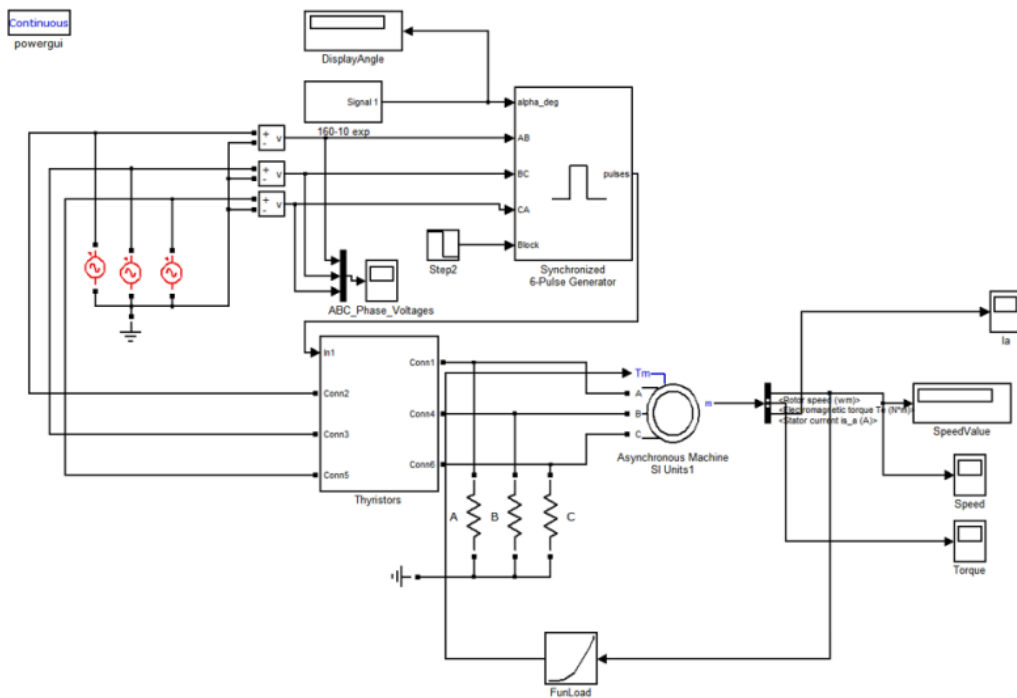 Continuous
powergui
DisplayAngle
Signal 1
160-10 exp
alpha_deg
AB
BC
CA
Block
pulses
Synchronized
6-Pulse Generator
+
-
v
+
-
v
+
-
v
Step2
ABC_Phase_Voltages
In1
Conn2
Conn3
Conn5
Conn1
Conn4
Conn6
Thyristors
A
B
C
Tm
A
B
C
m
Asynchronous Machine
SI Units1
<Rotor speed (wm)>
<Electromagnetic torque Te (N*m)>
<Stator current is_a (A)>
Ia
SpeedValue
Speed
Torque
FunLoad